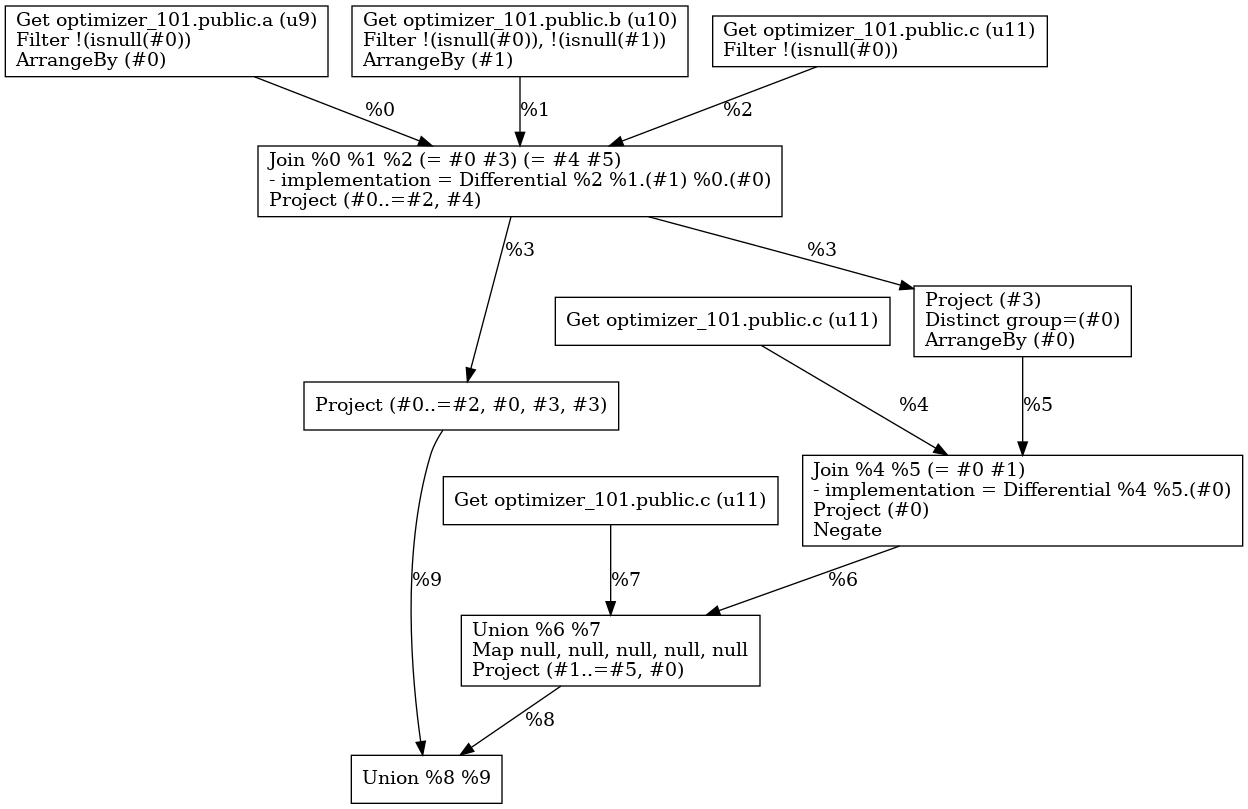 Get optimizer_101.public.a (u9)
Filter !(isnull(#0))
ArrangeBy (#0)
Get optimizer_101.public.b (u10)
Filter !(isnull(#0)), !(isnull(#1))
ArrangeBy (#1)
Get optimizer_101.public.c (u11)
Filter !(isnull(#0))
%0
%1
%2
Join %0 %1 %2 (= #0 #3) (= #4 #5)
- implementation = Differential %2 %1.(#1) %0.(#0)
Project (#0..=#2, #4)
%3
%3
Get optimizer_101.public.c (u11)
Project (#3)
Distinct group=(#0)
ArrangeBy (#0)
Project (#0..=#2, #0, #3, #3)
%4
%5
Get optimizer_101.public.c (u11)
Join %4 %5 (= #0 #1)
- implementation = Differential %4 %5.(#0)
Project (#0)
Negate
%9
%7
%6
Union %6 %7
Map null, null, null, null, null
Project (#1..=#5, #0)
%8
Union %8 %9